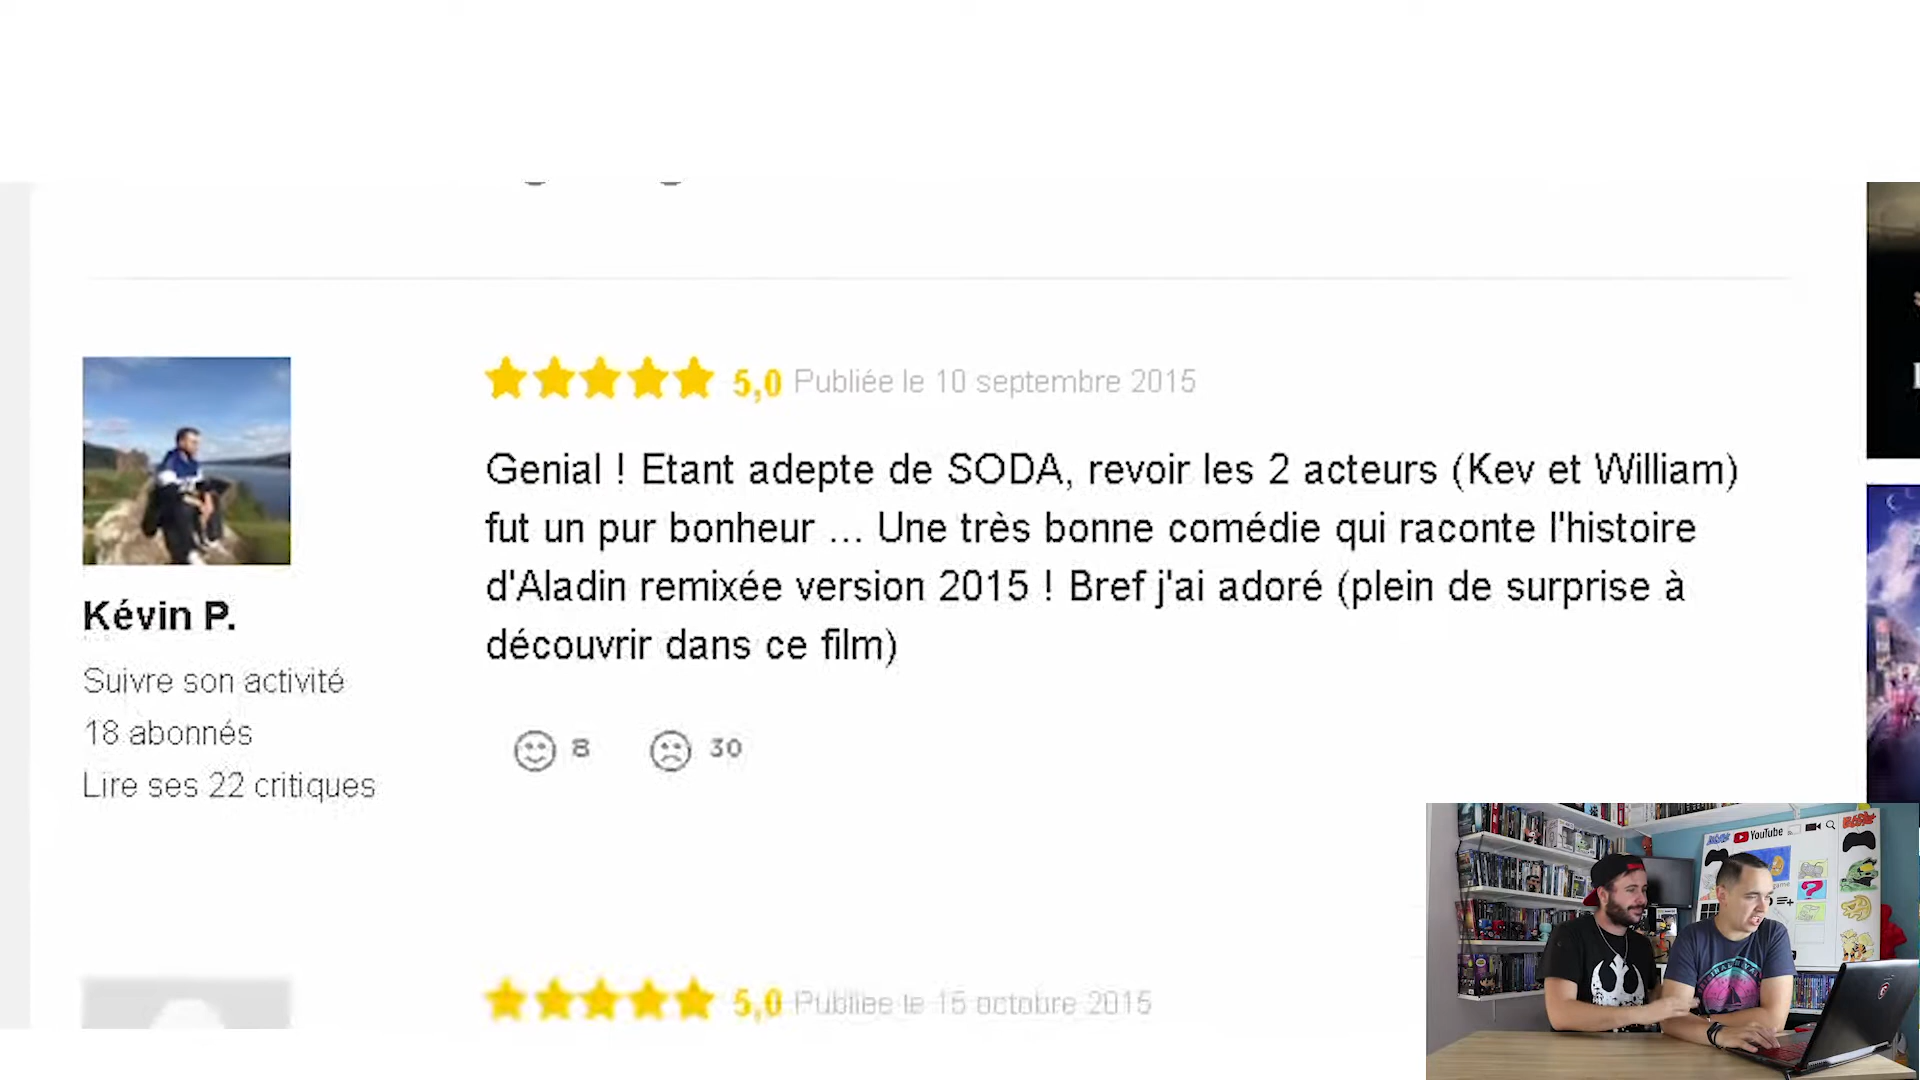 5,0 Publiée le 10 septembre 2015
Genial ! Etant adepte de SODA, revoir les 2 acteurs (Kev et William)
fut un pur bonheur ... Une très bonne comédie qui raconte l'histoire
d'Aladin remixée version 2015 ! Bref j'ai adoré (plein de surprise à
découvrir dans ce film)
8 30
Kévin P.
Suivre son activité
18 abonnés
Lire ses 22 critiques
5,0 Publiée le 15 octobre 2015
YouTube